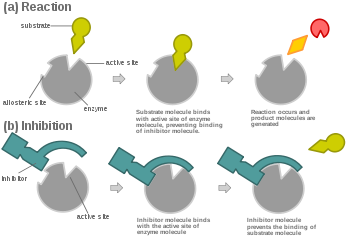 (a) Reaction
substrate
active site
allosteric site
enzyme
Substrate molecule binds
with active site of enzyme
molecule, preventing binding
of inhibitor molecule.
Reaction occurs and
product molecules are
generated
(b) Inhibition
inhibitor
active site
Inhibitor molecule binds
with the active site of
enzyme molecule
Inhibitor molecule
prevents the binding of
substrate molecule